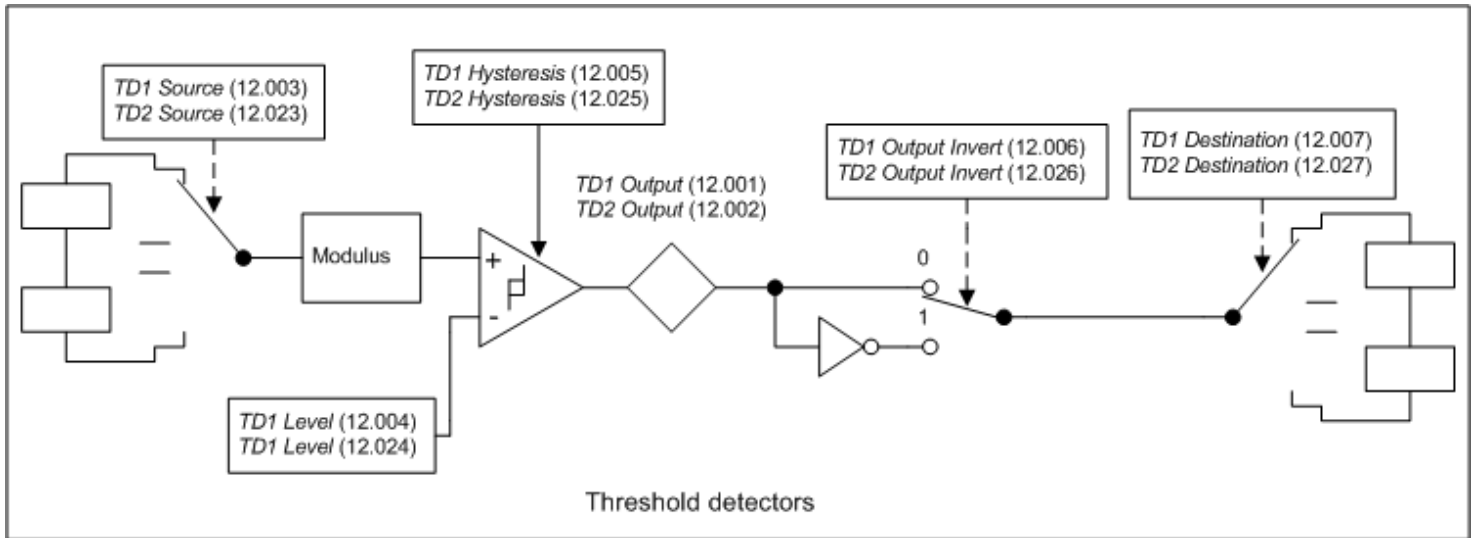 TD1 Source (12.003)
TD2 Source (12.023)
TD1 Hysteresis (12.005)
TD2 Hysteresis (12.025)
TD1 Output (12.001)
TD2 Output (12.002)
TD1 Output Invert (12.006)
TD2 Output Invert (12.026)
TD1 Destination (12.007)
TD2 Destination (12.027)
Modulus
+
-
0
1
TD1 Level (12.004)
TD1 Level (12.024)
Threshold detectors